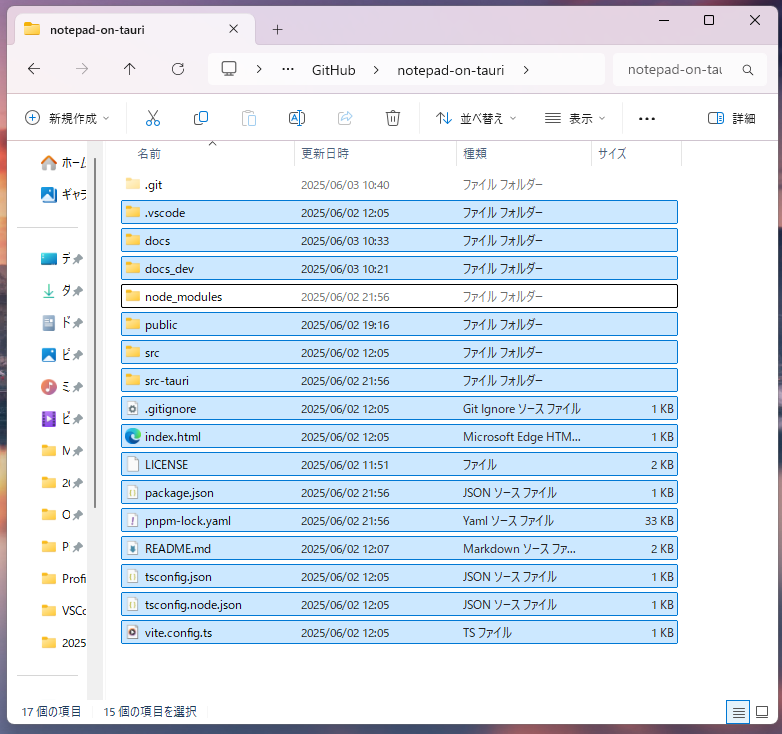 notepad-on-tauri
GitHub notepad-on-tauri notepad-on-tau
新規作成 並べ替え 表示 詳細
名前 更新日時 種類 サイズ
ホーム
ギャラ
デ
タ
ド
ピ
ミ
ビ
M
20
O
P
Profi
VSCo
2025
.git 2025/06/03 10:40 ファイル フォルダー
.vscode 2025/06/02 12:05 ファイル フォルダー
docs 2025/06/03 10:33 ファイル フォルダー
docs_dev 2025/06/03 10:21 ファイル フォルダー
node_modules 2025/06/02 21:56 ファイル フォルダー
public 2025/06/02 19:16 ファイル フォルダー
src 2025/06/02 12:05 ファイル フォルダー
src-tauri 2025/06/02 21:56 ファイル フォルダー
.gitignore 2025/06/02 12:05 Git Ignore ソース ファイル 1 KB
index.html 2025/06/02 12:05 Microsoft Edge HTM... 1 KB
LICENSE 2025/06/02 11:51 ファイル 2 KB
package.json 2025/06/02 21:56 JSON ソース ファイル 1 KB
pnpm-lock.yaml 2025/06/02 21:56 Yaml ソース ファイル 33 KB
README.md 2025/06/02 12:07 Markdown ソース ファ... 2 KB
tsconfig.json 2025/06/02 12:05 JSON ソース ファイル 1 KB
tsconfig.node.json 2025/06/02 12:05 JSON ソース ファイル 1 KB
vite.config.ts 2025/06/02 12:05 TS ファイル 1 KB
17 個の項目 15 個の項目を選択